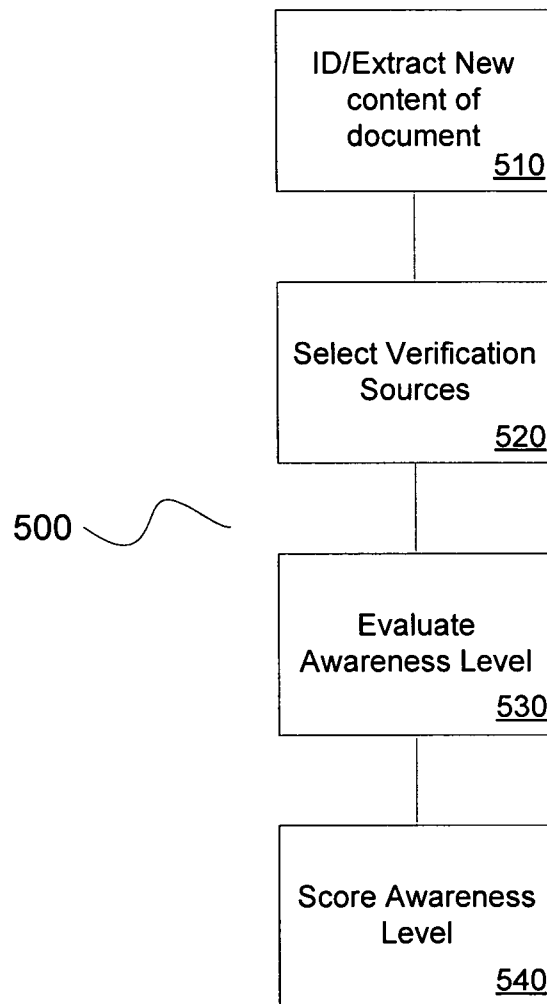 ID/Extract New
content of
document
510
Select Verification
Sources
520
500
Evaluate
Awareness Level
530
Score Awareness
Level
540